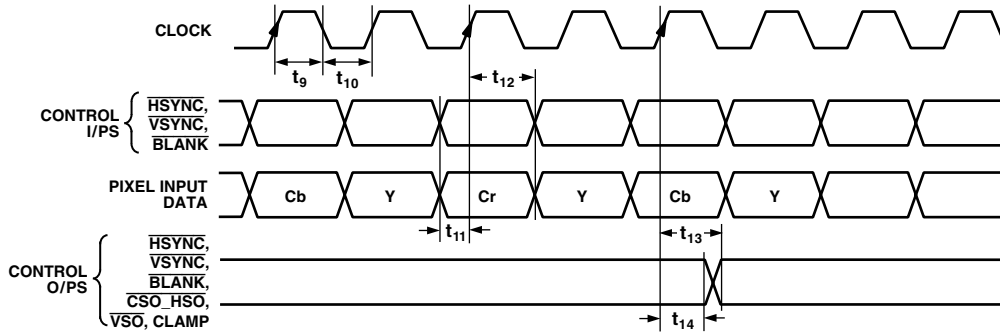 CLOCK
t9 t10 t12
CONTROL
I/PS
HSYNC,
VSYNC,
BLANK
PIXEL INPUT
DATA
Cb Y Cr Y Cb Y
t11 t13
CONTROL
O/PS
HSYNC,
VSYNC,
BLANK,
CSO_HSO,
VSO, CLAMP
t14